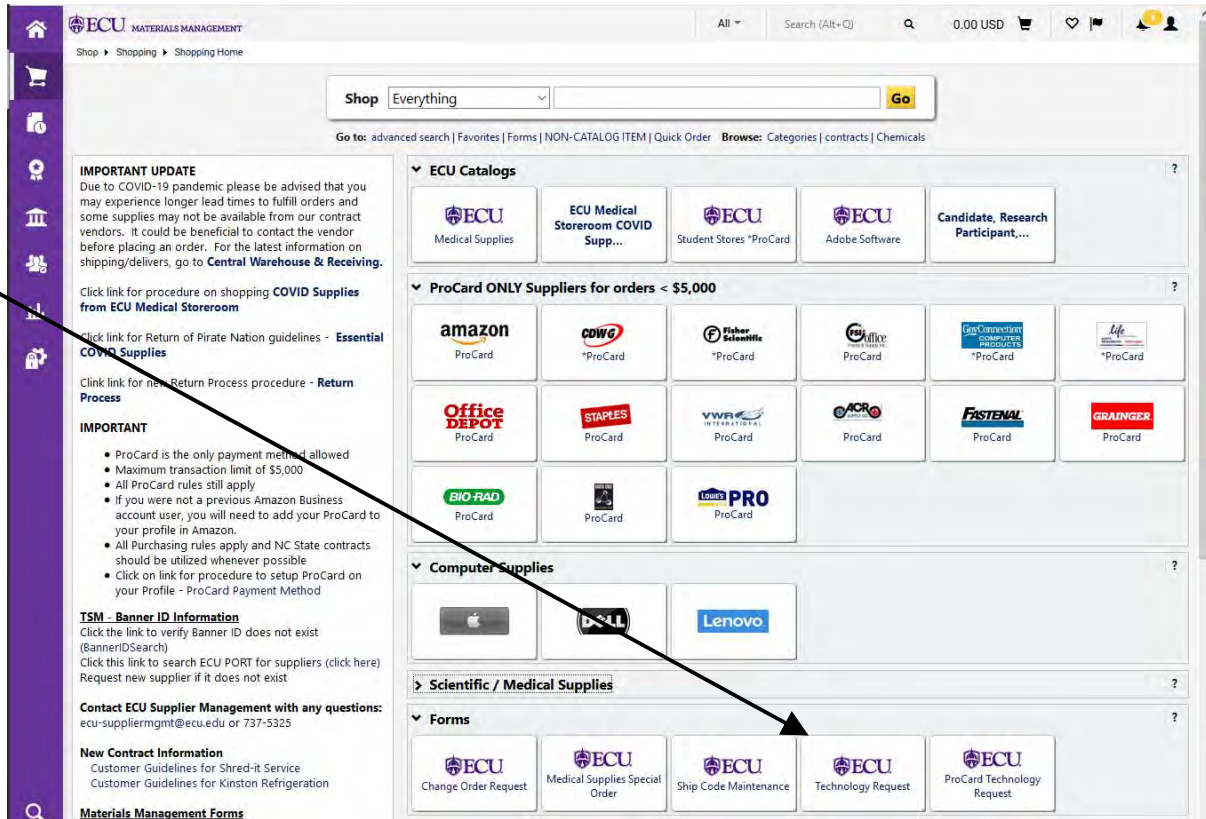 ECU MATERIALS MANAGEMENT
All
Search (Alt+Q)
0.00 USD
Shop ▸ Shopping ▸ Shopping Home
Shop Everything Go
Go to: advanced search | Favorites | Forms | NON-CATALOG ITEM | Quick Order Browse: Categories | contracts | Chemicals
IMPORTANT UPDATE
Due to COVID-19 pandemic please be advised that you
may experience longer lead times to fulfill orders and
some supplies may not be available from our contract
vendors. It could be beneficial to contact the vendor
before placing an order. For the latest information on
shipping/delivers, go to Central Warehouse & Receiving.
Click link for procedure on shopping COVID Supplies
from ECU Medical Storeroom
Click link for Return of Pirate Nation guidelines - Essential
COVID Supplies
Clink link for new Return Process procedure - Return
Process
IMPORTANT
• ProCard is the only payment method allowed
• Maximum transaction limit of $5,000
• All ProCard rules still apply
• If you were not a previous Amazon Business
account user, you will need to add your ProCard to
your profile in Amazon.
• All Purchasing rules apply and NC State contracts
should be utilized whenever possible
• Click on link for procedure to setup ProCard on
your Profile - ProCard Payment Method
TSM - Banner ID Information
Click the link to verify Banner ID does not exist
(BannerIDSearch)
Click this link to search ECU PORT for suppliers (click here)
Request new supplier if it does not exist
Contact ECU Supplier Management with any questions:
ecu-suppliermgmt@ecu.edu or 737-5325
New Contract Information
Customer Guidelines for Shred-it Service
Customer Guidelines for Kinston Refrigeration
Materials Management Forms
ECU Catalogs ?
ECU
Medical Supplies
ECU Medical
Storeroom COVID
Supp...
ECU
Student Stores *ProCard
ECU
Adobe Software
Candidate, Research
Participant,...
ProCard ONLY Suppliers for orders < $5,000 ?
amazon
ProCard
CDWG
*ProCard
Fisher
Scientific
*ProCard
FSIoffice
ProCard
GovConnection
COMPUTER
PRODUCTS
*ProCard
life
*ProCard
Office
DEPOT
ProCard
STAPLES
ProCard
VWR
INTERNATIONAL
ProCard
ACR
ProCard
FASTENAL
ProCard
GRAINGER
ProCard
BIO-RAD
ProCard
ProCard
LOWE'S PRO
ProCard
Computer Supplies ?
DELL
Lenovo
Scientific / Medical Supplies ?
Forms ?
ECU
Change Order Request
ECU
Medical Supplies Special
Order
ECU
Ship Code Maintenance
ECU
Technology Request
ECU
ProCard Technology
Request